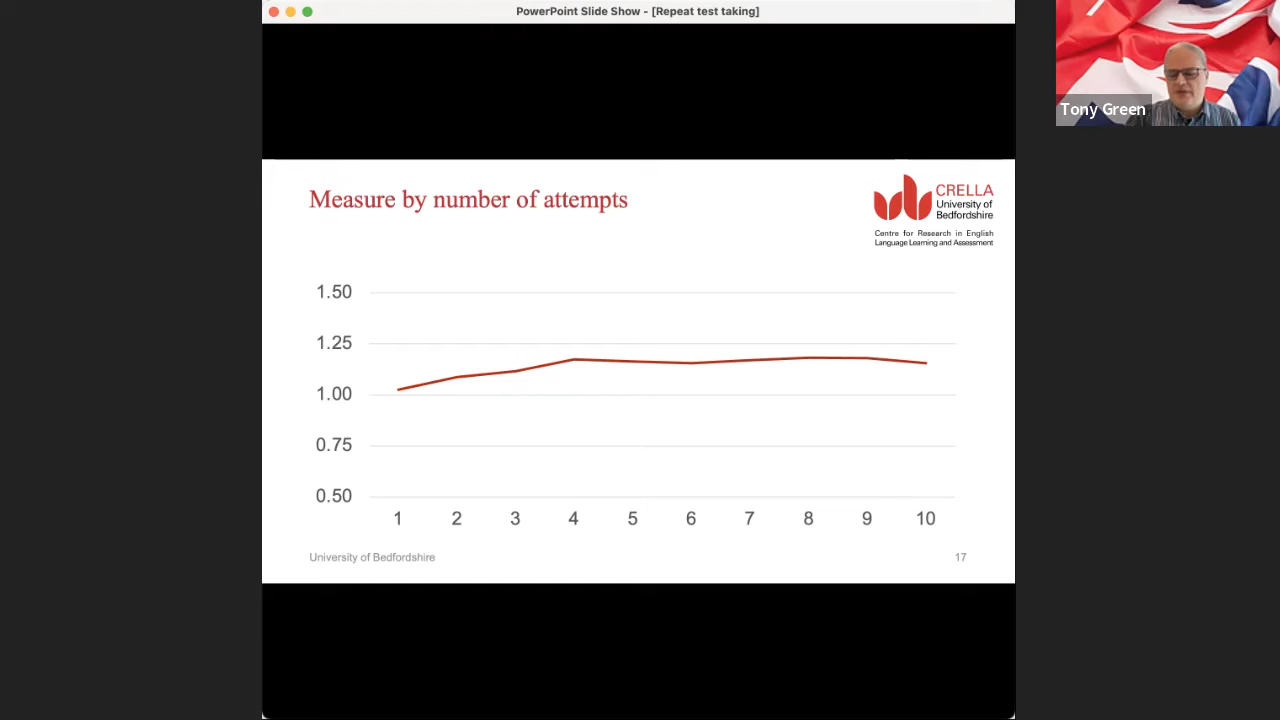 PowerPoint Slide Show - [Repeat test taking]
Tony Green
Measure by number of attempts
CRELLA
University of
Bedfordshire
Centre for Research in English
Language Learning and Assessment
1.50
1.25
1.00
0.75
0.50
1 2 3 4 5 6 7 8 9 10
University of Bedfordshire
17